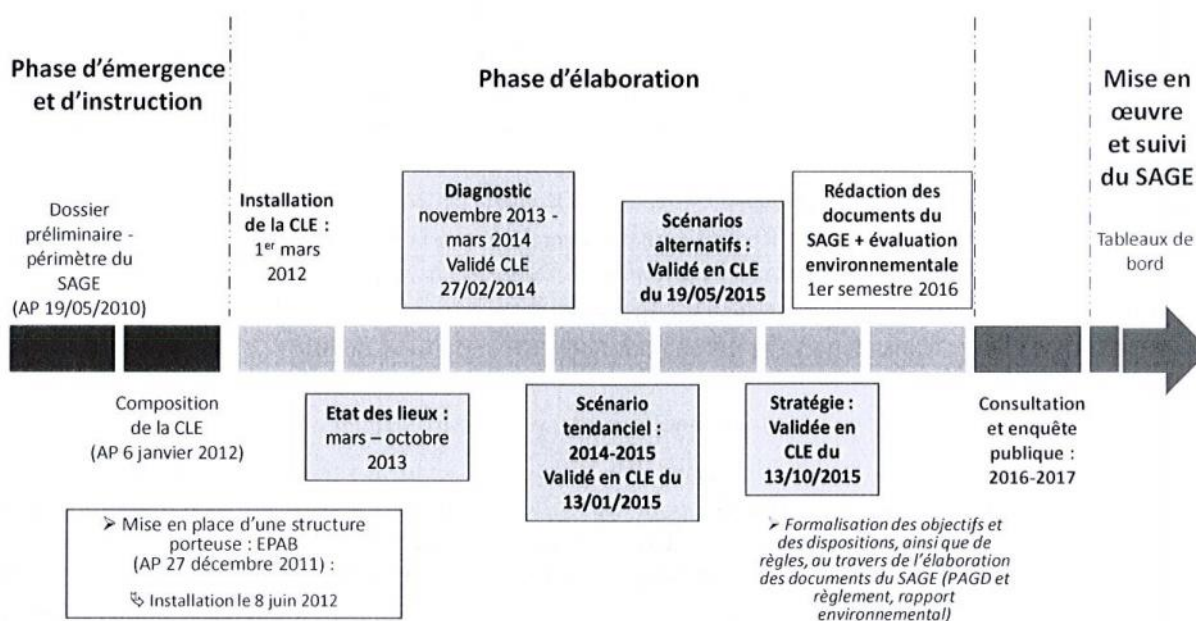 Phase d'émergence
et d'instruction
Phase d'élaboration
Mise en
œuvre
et suivi
du SAGE
Dossier
préliminaire -
périmètre du
SAGE
(AP 19/05/2010)
Installation
de la CLE :
1er mars
2012
Diagnostic
novembre 2013 -
mars 2014
Validé CLE
27/02/2014
Scénarios
alternatifs :
Validé en CLE
du 19/05/2015
Rédaction des
documents du
SAGE + évaluation
environnementale
1er semestre 2016
Tableaux de
bord
Composition
de la CLE
(AP 6 janvier 2012)
Etat des lieux :
mars – octobre
2013
Scénario
tendanciel :
2014-2015
Validé en CLE du
13/01/2015
Stratégie :
Validée en
CLE du
13/10/2015
Consultation
et enquête
publique :
2016-2017
➢ Mise en place d'une structure
porteuse : EPAB
(AP 27 décembre 2011) :
Installation le 8 juin 2012
➢ Formalisation des objectifs et
des dispositions, ainsi que de
règles, au travers de l'élaboration
des documents du SAGE (PAGD et
règlement, rapport
environnemental)